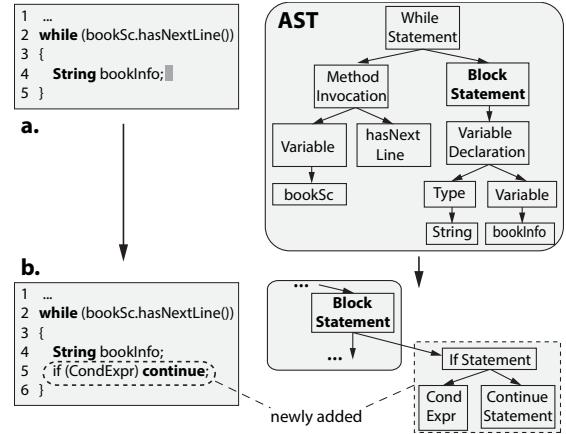 1 ...
2 while (bookSc.hasNextLine())
3 {
4 String bookInfo;
5 }
a.
AST
While
Statement
Method
Invocation
Block
Statement
Variable
hasNext
Line
Variable
Declaration
bookSc
Type
Variable
String
bookInfo
b.
1 ...
2 while (bookSc.hasNextLine())
3 {
4 String bookInfo;
5 if (CondExpr) continue;
6 }
...
Block
Statement
...
If Statement
Cond
Expr
Continue
Statement
newly added